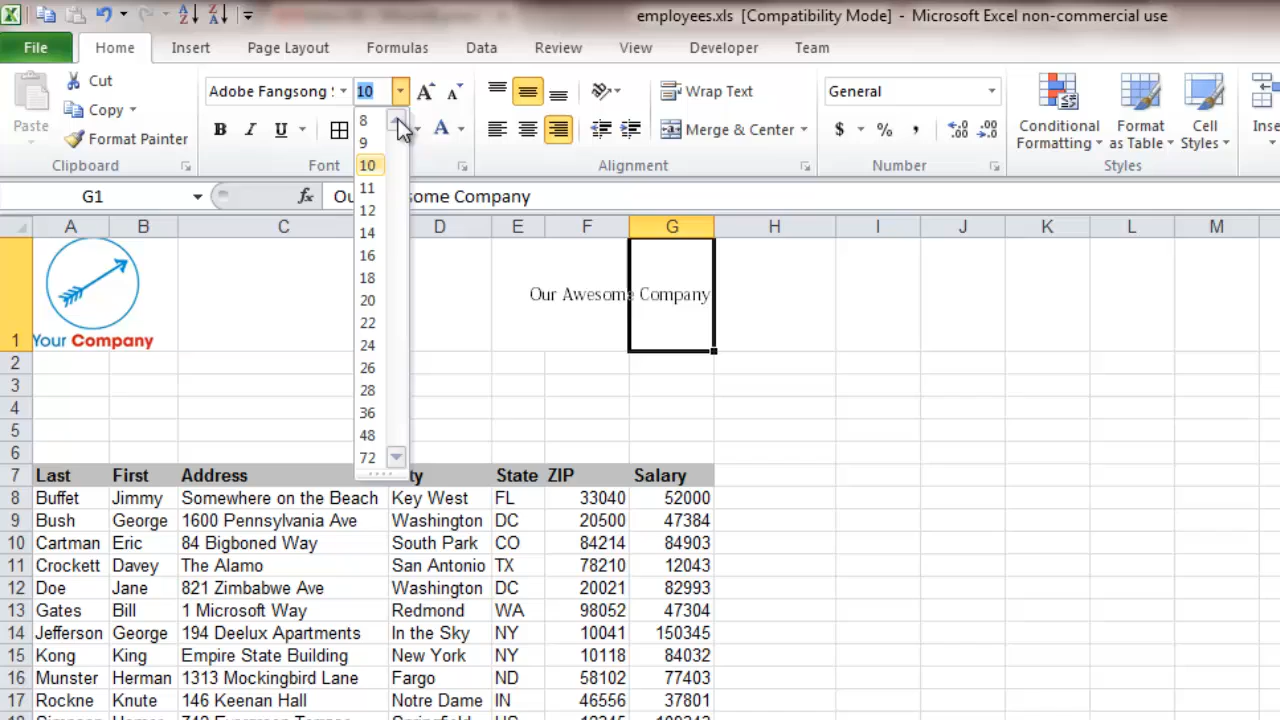 employees.xls [Compatibility Mode] - Microsoft Excel non-commercial use
File Home Insert Page Layout Formulas Data Review View Developer Team
Paste Cut Copy Format Painter Clipboard
Adobe Fangsong 10
B I U A Font
Wrap Text
Merge & Center
Alignment
General
$ % , .0 .00 .00 .0
Number
Conditional Formatting Format as Table Cell Styles
Styles
8
9
10
11
12
14
16
18
20
22
24
26
28
36
48
72
G1 fx Ou some Company
A B C D E F G H I J K L M
1 Your Company Our Awesome Company
2
3
4
5
6
7 Last First Address ty State ZIP Salary
8 Buffet Jimmy Somewhere on the Beach Key West FL 33040 52000
9 Bush George 1600 Pennsylvania Ave Washington DC 20500 47384
10 Cartman Eric 84 Bigboned Way South Park CO 84214 84903
11 Crockett Davey The Alamo San Antonio TX 78210 12043
12 Doe Jane 821 Zimbabwe Ave Washington DC 20021 82993
13 Gates Bill 1 Microsoft Way Redmond WA 98052 47304
14 Jefferson George 194 Deelux Apartments In the Sky NY 10041 150345
15 Kong King Empire State Building New York NY 10118 84032
16 Munster Herman 1313 Mockingbird Lane Fargo ND 58102 77403
17 Rockne Knute 146 Keenan Hall Notre Dame IN 46556 37801